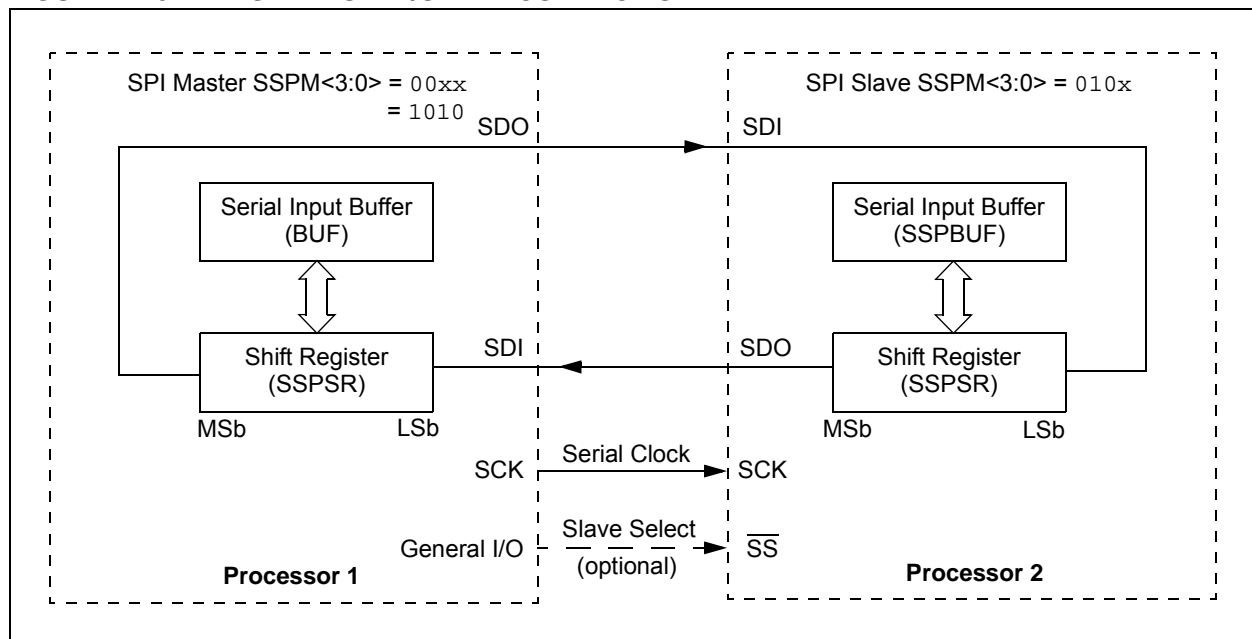 SPI Master SSPM<3:0> = 00xx
= 1010
SPI Slave SSPM<3:0> = 010x
SDO
SDI
Serial Input Buffer
(BUF)
Serial Input Buffer
(SSPBUF)
Shift Register
(SSPSR)
MSb
LSb
SDI
SDO
Shift Register
(SSPSR)
MSb
LSb
SCK
Serial Clock
SCK
General I/O
Slave Select
(optional)
SS
Processor 1
Processor 2